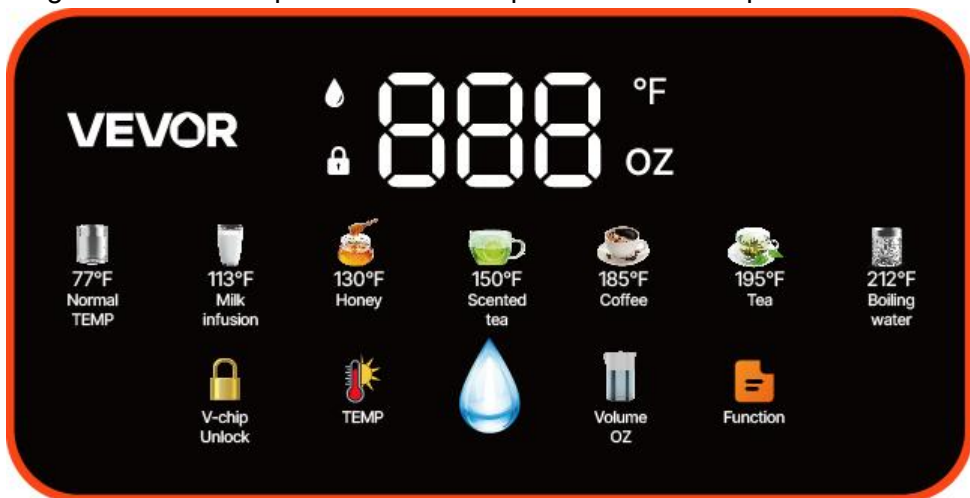 VEVOR
888
°F
OZ
77°F
Normal
TEMP
113°F
Milk
infusion
130°F
Honey
150°F
Scented
tea
185°F
Coffee
195°F
Tea
212°F
Boiling
water
V-chip
Unlock
TEMP
Volume
OZ
Function